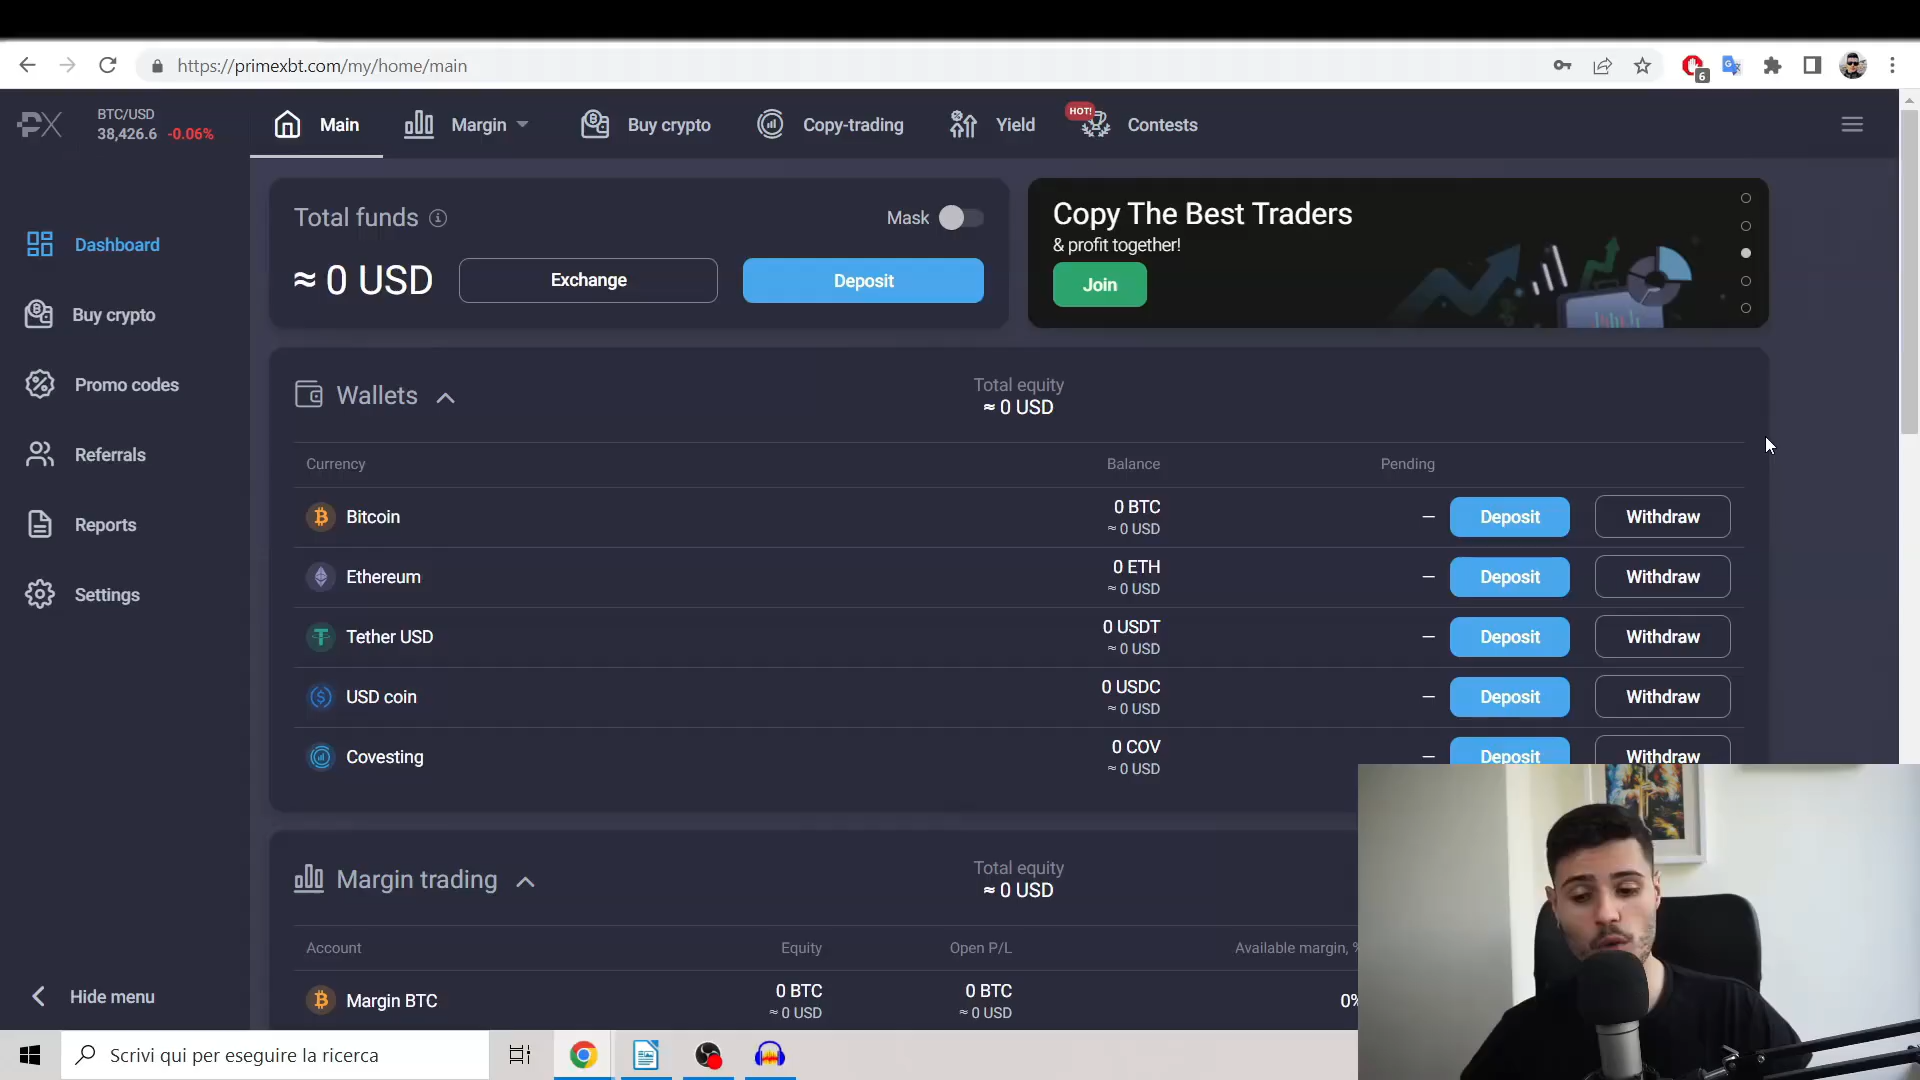 https://primexbt.com/my/home/main
6
PX
BTC/USD
38,426.6 -0.06%
Main
Margin
Buy crypto
Copy-trading
Yield
HOT!
Contests
Dashboard
Buy crypto
Promo codes
Referrals
Reports
Settings
Hide menu
Total funds
Mask
≈ 0 USD
Exchange
Deposit
Copy The Best Traders
& profit together!
Join
Wallets
Total equity
≈ 0 USD
Currency Balance Pending
Bitcoin 0 BTC – Deposit Withdraw
≈ 0 USD
Ethereum 0 ETH – Deposit Withdraw
≈ 0 USD
Tether USD 0 USDT – Deposit Withdraw
≈ 0 USD
USD coin 0 USDC – Deposit Withdraw
≈ 0 USD
Covesting 0 COV – Deposit Withdraw
≈ 0 USD
Margin trading
Total equity
≈ 0 USD
Account Equity Open P/L Available margin, %
Margin BTC 0 BTC 0 BTC 0%
≈ 0 USD ≈ 0 USD
Scrivi qui per eseguire la ricerca